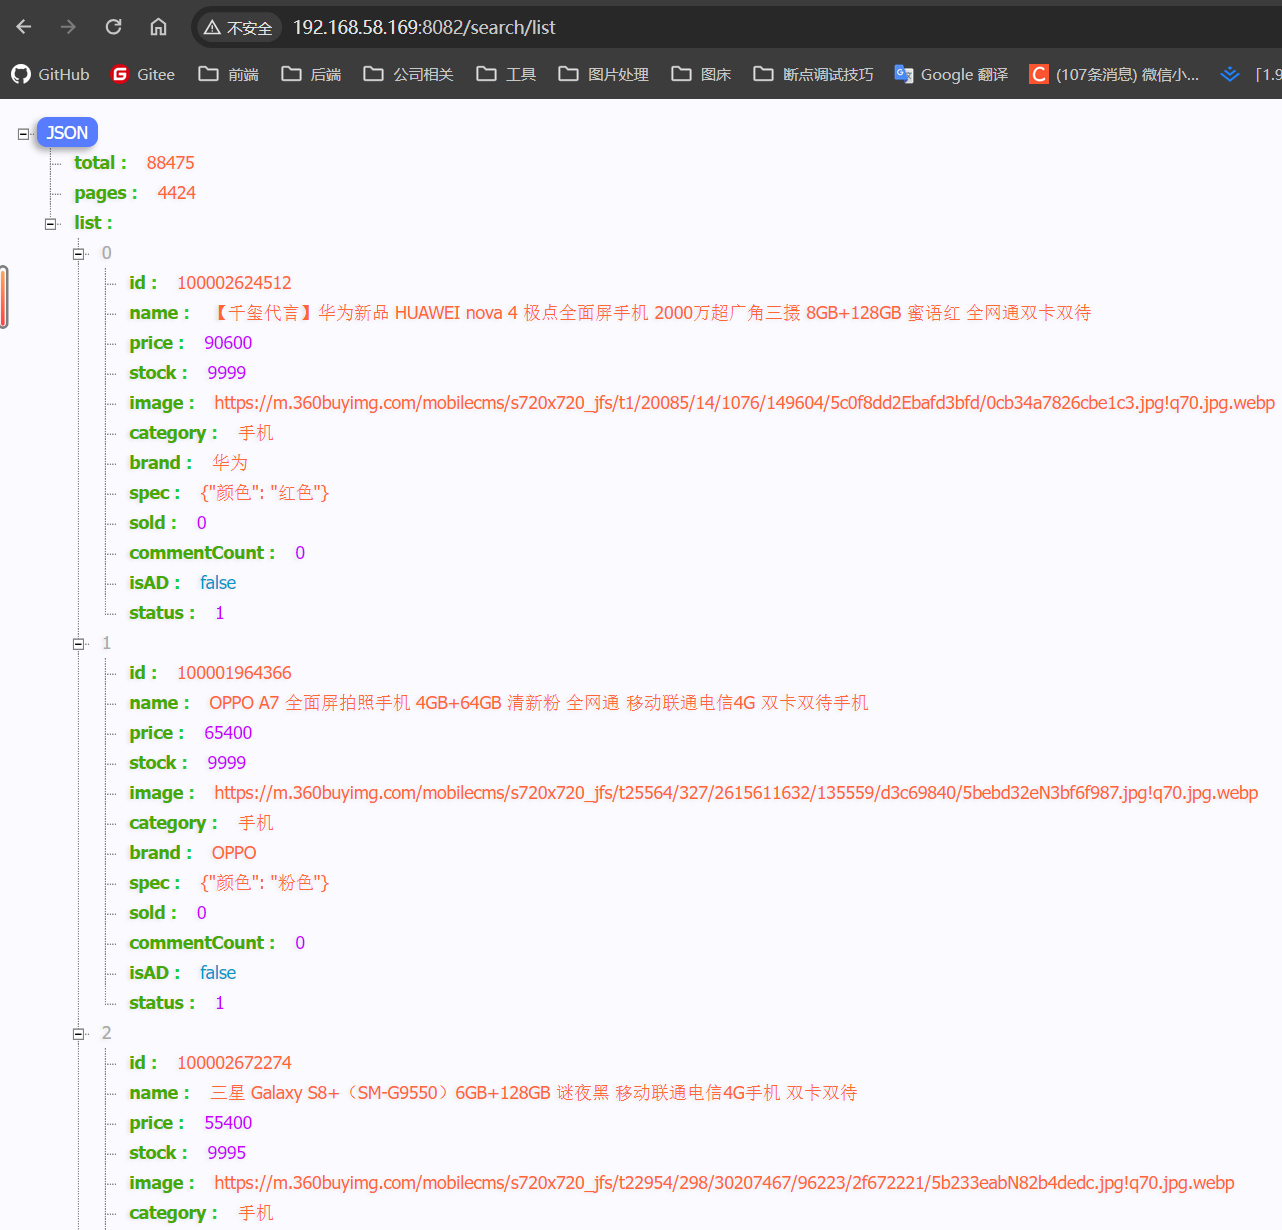 不安全 192.168.58.169:8082/search/list
GitHub Gitee 前端 后端 公司相关 工具 图片处理 图床 断点调试技巧 Google 翻译 (107条消息) 微信小... 「1.9
JSON
total : 88475
pages : 4424
list :
0
id : 100002624512
name : 【千玺代言】华为新品 HUAWEI nova 4 极点全面屏手机 2000万超广角三摄 8GB+128GB 蜜语红 全网通双卡双待
price : 90600
stock : 9999
image : https://m.360buyimg.com/mobilecms/s720x720_jfs/t1/20085/14/1076/149604/5c0f8dd2Ebafd3bfd/0cb34a7826cbe1c3.jpg!q70.jpg.webp
category : 手机
brand : 华为
spec : {"颜色": "红色"}
sold : 0
commentCount : 0
isAD : false
status : 1
1
id : 100001964366
name : OPPO A7 全面屏拍照手机 4GB+64GB 清新粉 全网通 移动联通电信4G 双卡双待手机
price : 65400
stock : 9999
image : https://m.360buyimg.com/mobilecms/s720x720_jfs/t25564/327/2615611632/135559/d3c69840/5bebd32eN3bf6f987.jpg!q70.jpg.webp
category : 手机
brand : OPPO
spec : {"颜色": "粉色"}
sold : 0
commentCount : 0
isAD : false
status : 1
2
id : 100002672274
name : 三星 Galaxy S8+（SM-G9550）6GB+128GB 谜夜黑 移动联通电信4G手机 双卡双待
price : 55400
stock : 9995
image : https://m.360buyimg.com/mobilecms/s720x720_jfs/t22954/298/30207467/96223/2f672221/5b233eabN82b4dedc.jpg!q70.jpg.webp
category : 手机